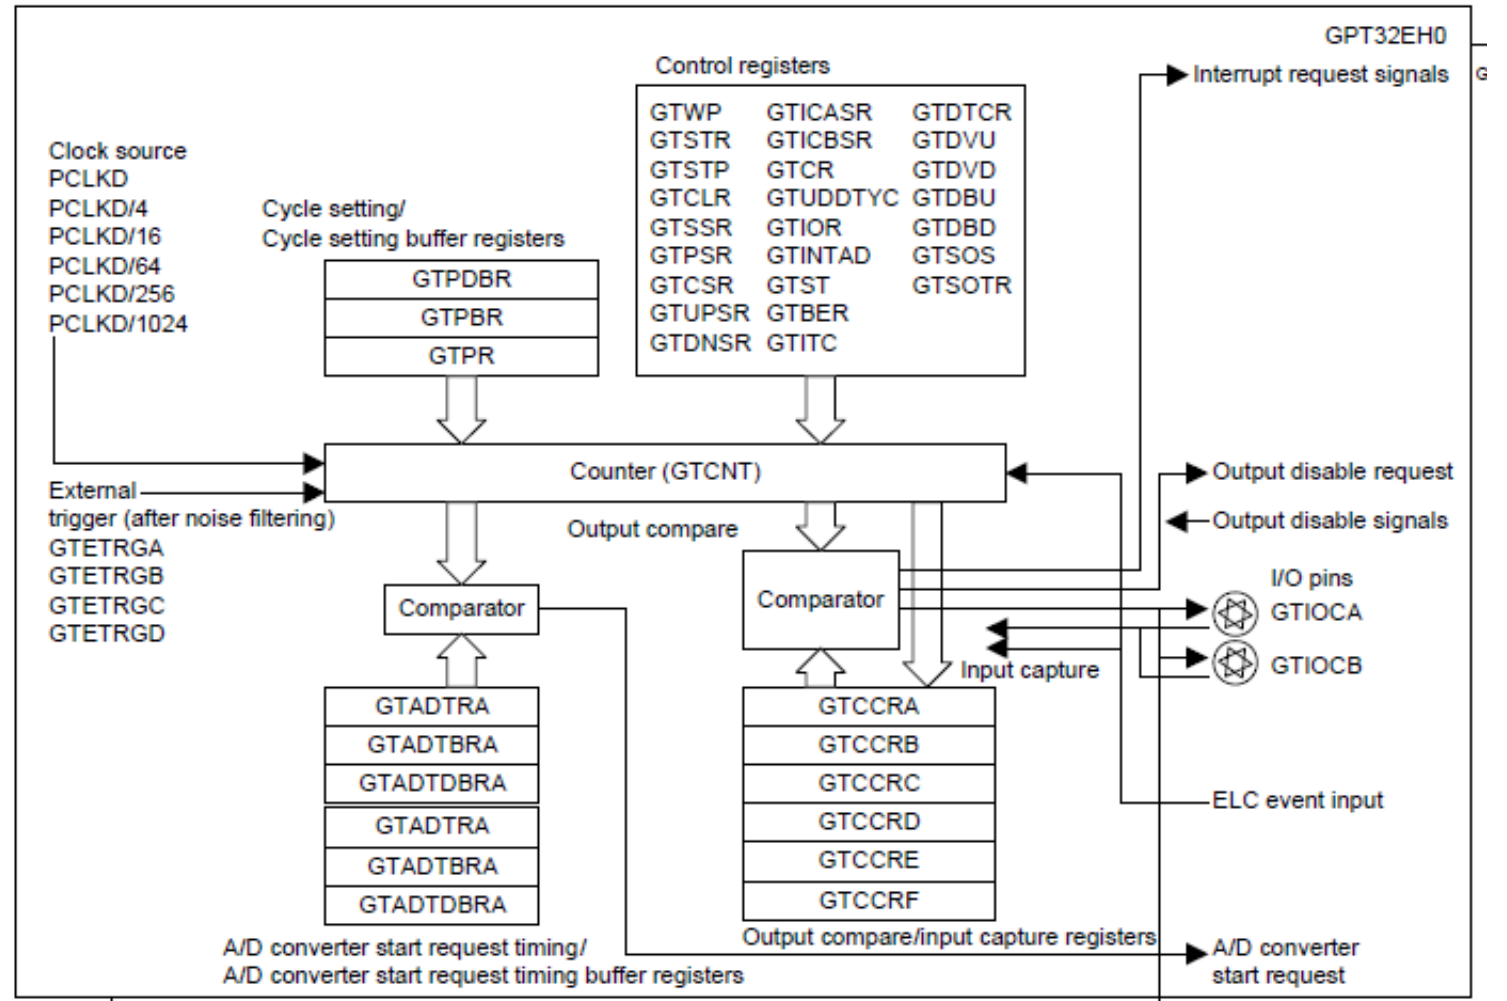 GPT32EH0
Control registers
Interrupt request signals
G
GTWP GTICASR GTDTCR
GTSTR GTICBSR GTDVU
GTSTP GTCR GTDVD
GTCLR GTUDDTYC GTDBU
GTSSR GTIOR GTDBD
GTPSR GTINTAD GTSOS
GTCSR GTST GTSOTR
GTUPSR GTBER
GTDNSR GTITC
Clock source
PCLKD
PCLKD/4
PCLKD/16
PCLKD/64
PCLKD/256
PCLKD/1024
Cycle setting/
Cycle setting buffer registers
GTPDBR
GTPBR
GTPR
Counter (GTCNT)
Output disable request
External
trigger (after noise filtering)
GTETRGA
GTETRGB
GTETRGC
GTETRGD
Output compare
Output disable signals
I/O pins
GTIOCA
GTIOCB
Comparator
Comparator
Input capture
GTADTRA
GTADTBRA
GTADTDBRA
GTADTRA
GTADTBRA
GTADTDBRA
GTCCRA
GTCCRB
GTCCRC
GTCCRD
GTCCRE
GTCCRF
ELC event input
A/D converter start request timing/
A/D converter start request timing buffer registers
Output compare/input capture registers
A/D converter
start request